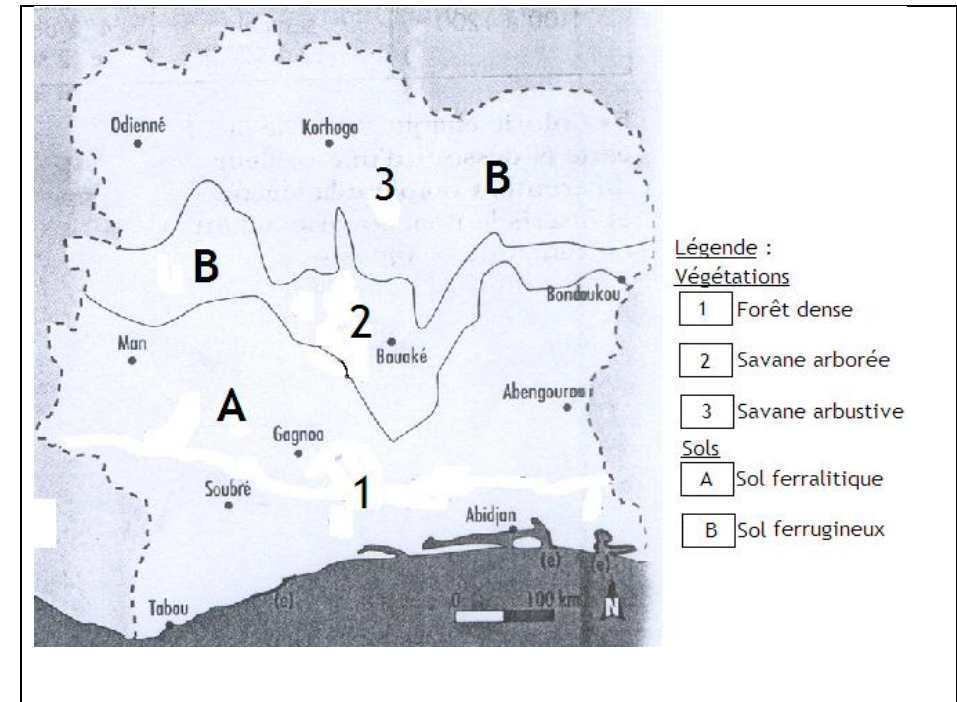 Odienné
Korhogo
3
B
B
Bondoukou
2
Bouaké
Man
A
Abengourou
Gagnoa
Soubré
1
Abidjan
(e)
(e)
(e)
Tabou
0 100 km
N
Légende :
Végétations
1 Forêt dense
2 Savane arborée
3 Savane arbustive
Sols
A Sol ferralitique
B Sol ferrugineux